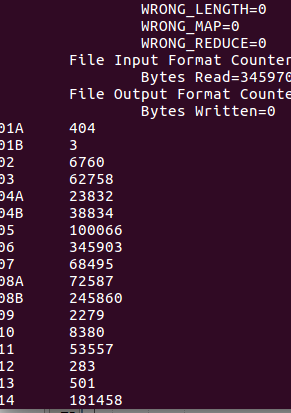 WRONG_LENGTH=0
WRONG_MAP=0
WRONG_REDUCE=0
File Input Format Counter
Bytes Read=345970
File Output Format Counte
Bytes Written=0
01A 404
01B 3
02 6760
03 62758
04A 23832
04B 38834
05 100066
06 345903
07 68495
08A 72587
08B 245860
09 2279
10 8380
11 53557
12 283
13 501
14 181458